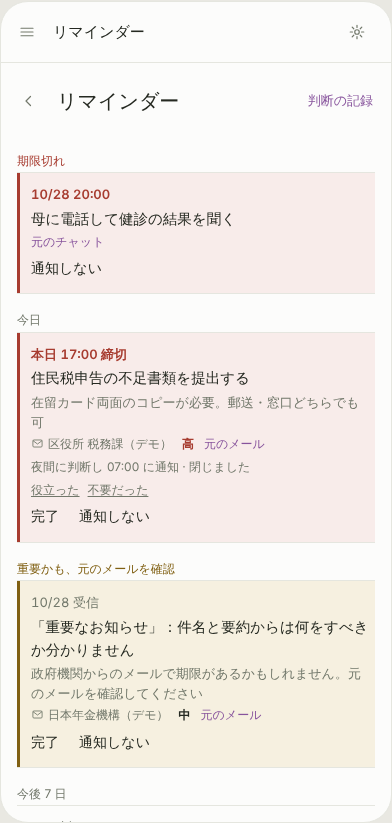 リマインダー
リマインダー
判断の記録
期限切れ
10/28 20:00
母に電話して健診の結果を聞く
元のチャット
通知しない
今日
本日 17:00 締切
住民税申告の不足書類を提出する
在留カード両面のコピーが必要。郵送・窓口どちらでも
可
区役所 税務課（デモ） 高 元のメール
夜間に判断し 07:00 に通知 · 閉じました
役立った 不要だった
完了 通知しない
重要かも、元のメールを確認
10/28 受信
「重要なお知らせ」：件名と要約からは何をすべき
か分かりません
政府機関からのメールで期限があるかもしれません。元
のメールを確認してください
日本年金機構（デモ） 中 元のメール
完了 通知しない
今後 7 日